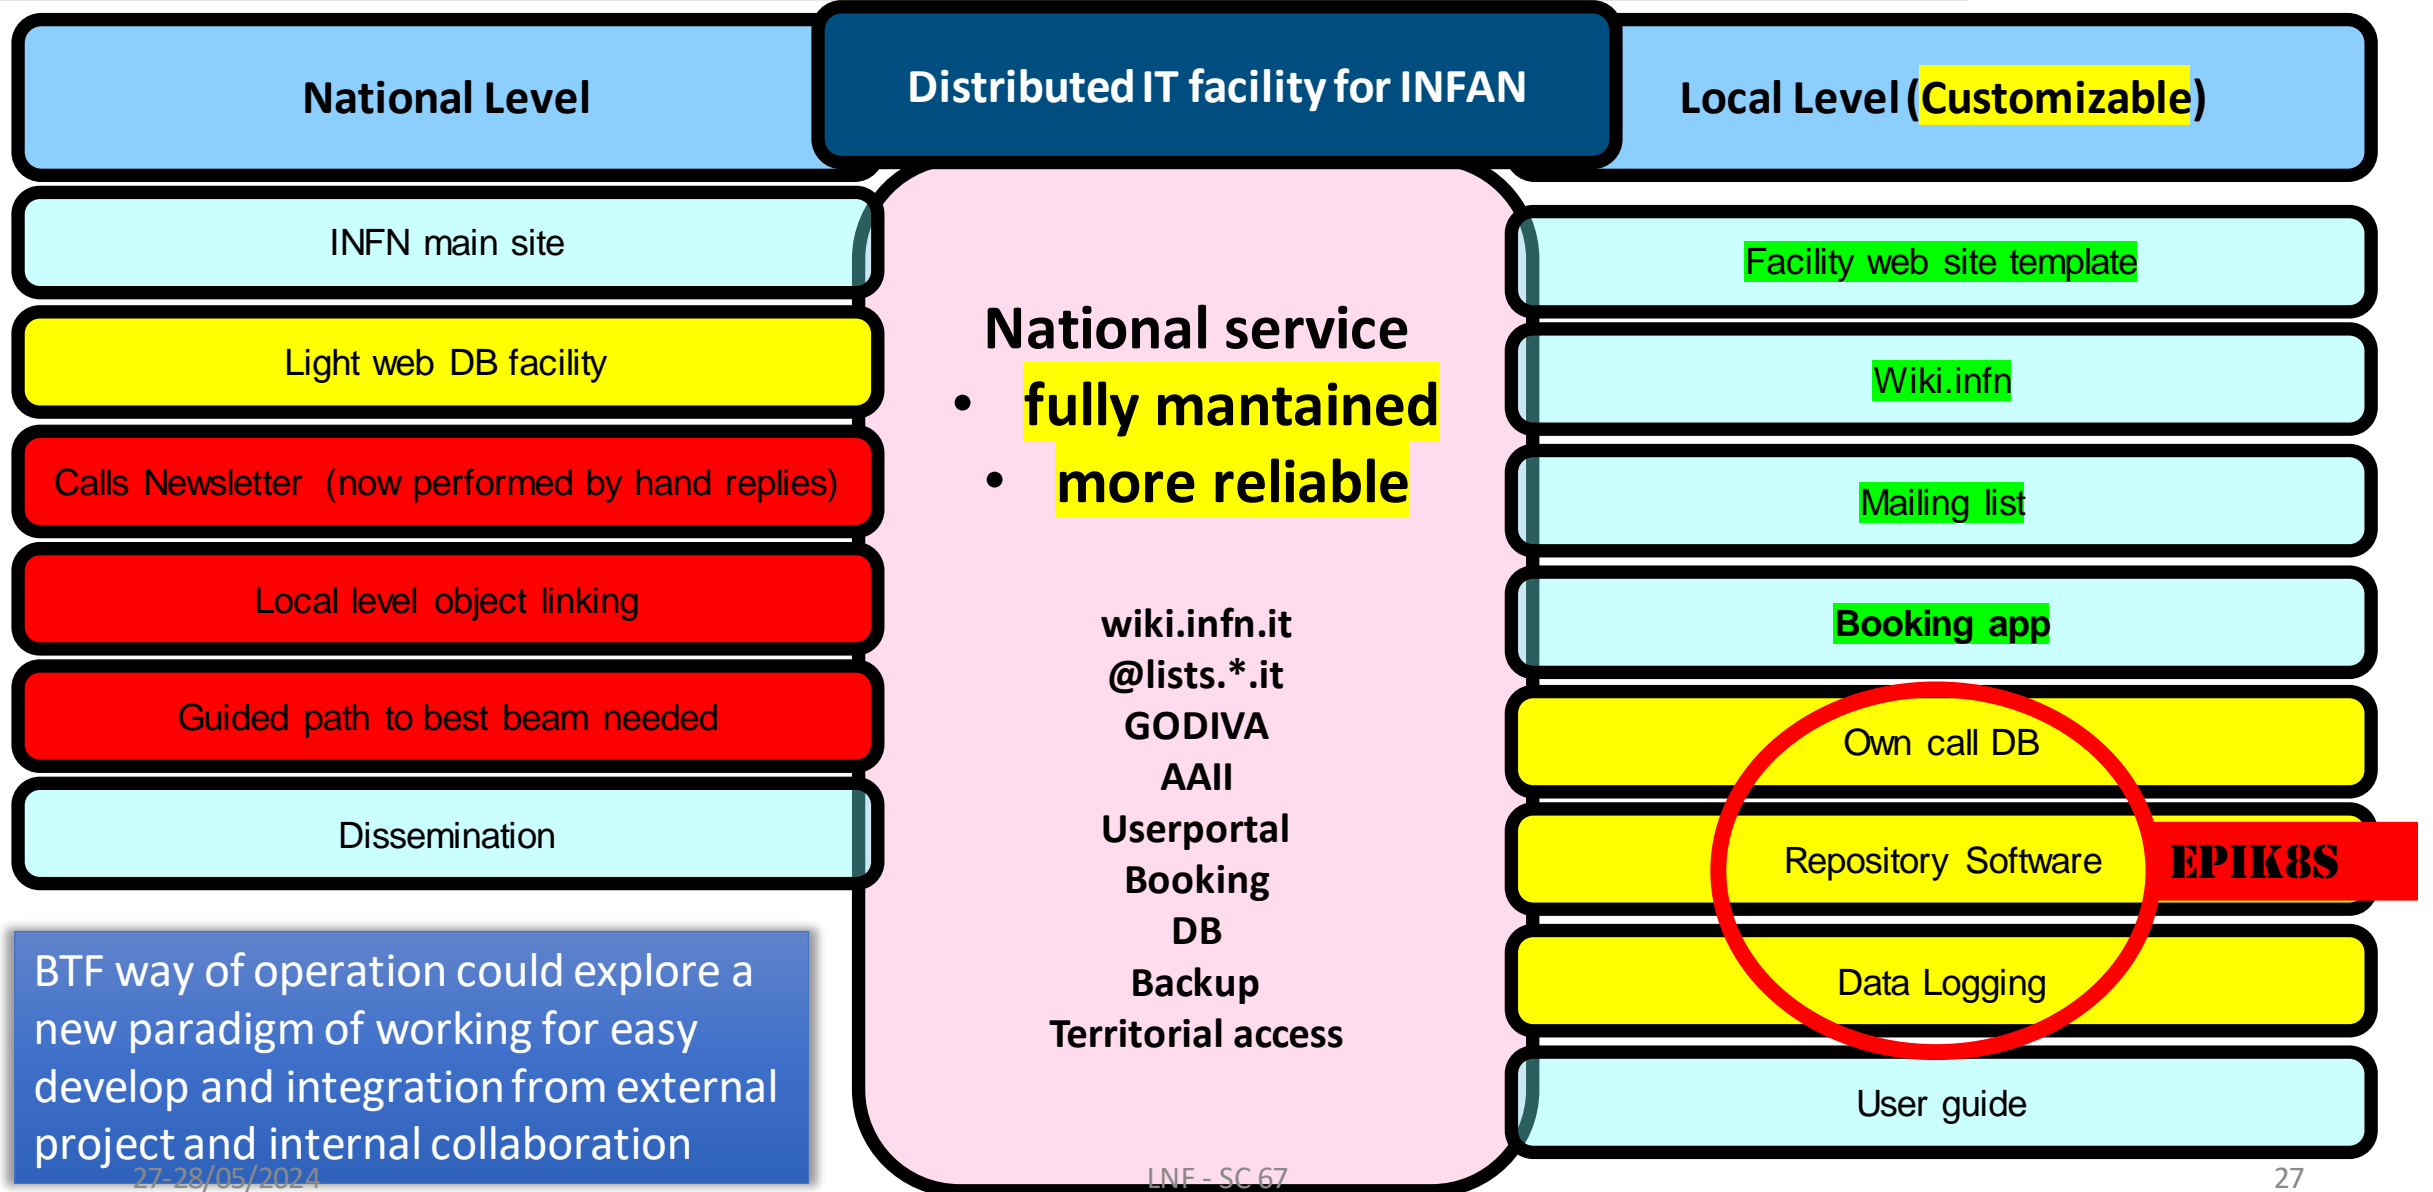 National Level
Distributed IT facility for INFAN
Local Level (Customizable)
INFN main site
Light web DB facility
Calls Newsletter (now performed by hand replies)
Local level object linking
Guided path to best beam needed
Dissemination
BTF way of operation could explore a
new paradigm of working for easy
develop and integration from external
project and internal collaboration
National service
• fully mantained
• more reliable
wiki.infn.it
@lists.*.it
GODIVA
AAII
Userportal
Booking
DB
Backup
Territorial access
Facility web site template
Wiki.infn
Mailing list
Booking app
Own call DB
Repository Software
EPIK8S
Data Logging
User guide
27-28/05/2024
LNF - SC 67
27